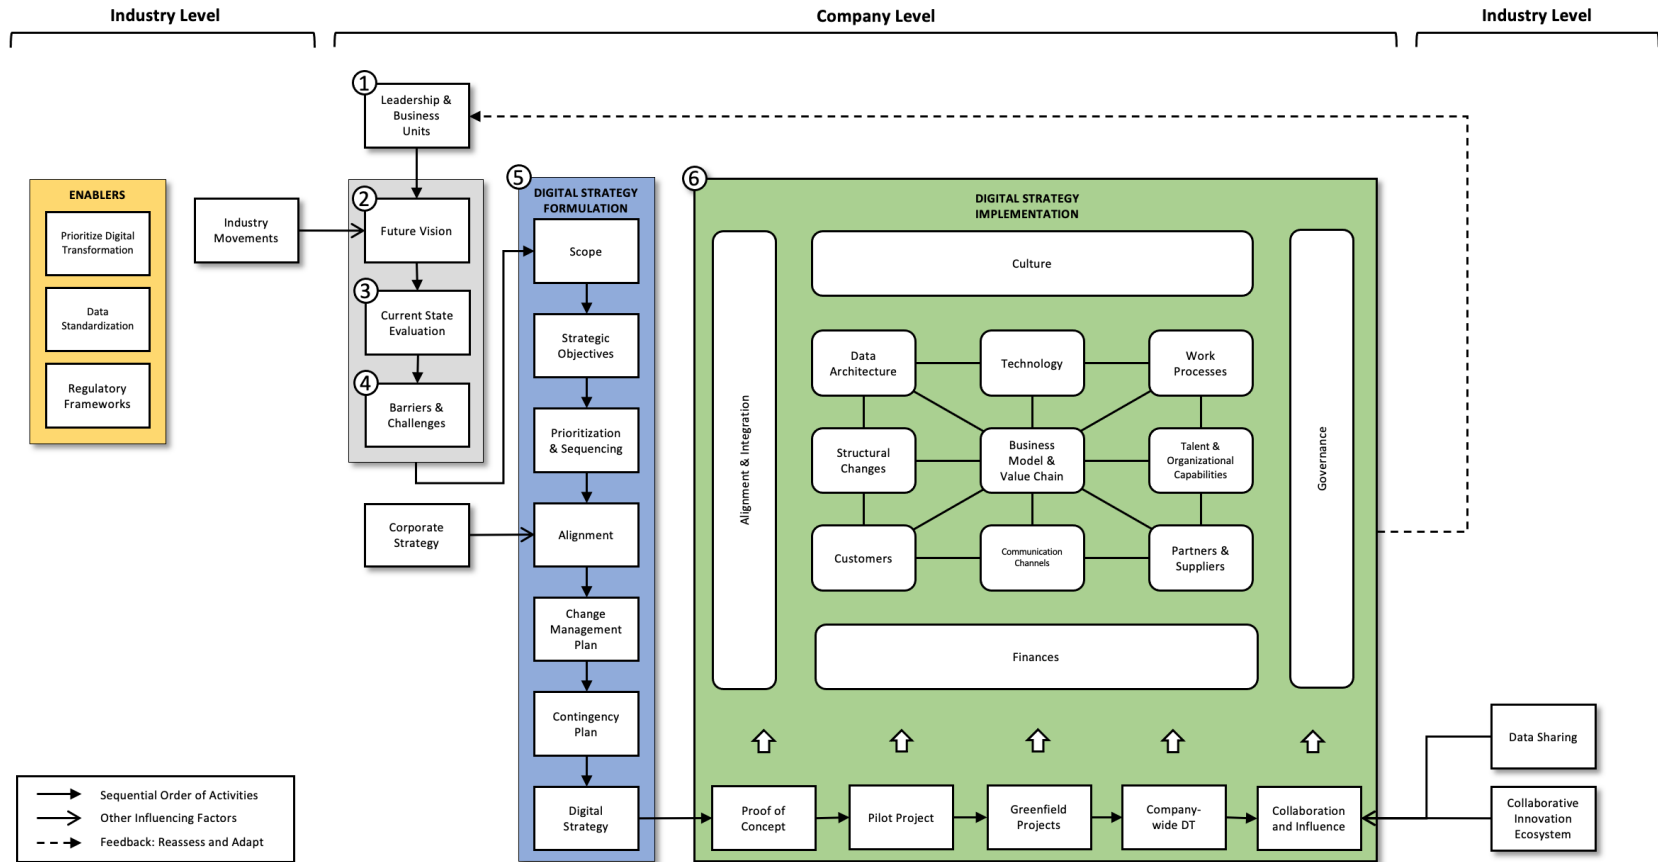 Industry Level
Company Level
Industry Level
1
Leadership &
Business
Units
ENABLERS
Prioritize Digital
Transformation
Data
Standardization
Regulatory
Frameworks
Industry
Movements
2
Future Vision
3
Current State
Evaluation
4
Barriers &
Challenges
Corporate
Strategy
5
DIGITAL STRATEGY
FORMULATION
Scope
Strategic
Objectives
Prioritization
& Sequencing
Alignment
Change
Management
Plan
Contingency
Plan
Digital
Strategy
6
DIGITAL STRATEGY
IMPLEMENTATION
Alignment & Integration
Culture
Data
Architecture
Technology
Work
Processes
Structural
Changes
Business
Model &
Value Chain
Talent &
Organizational
Capabilities
Customers
Communication
Channels
Partners &
Suppliers
Finances
Governance
Proof of
Concept
Pilot Project
Greenfield
Projects
Company-
wide DT
Collaboration
and Influence
Data Sharing
Collaborative
Innovation
Ecosystem
Sequential Order of Activities
Other Influencing Factors
Feedback: Reassess and Adapt